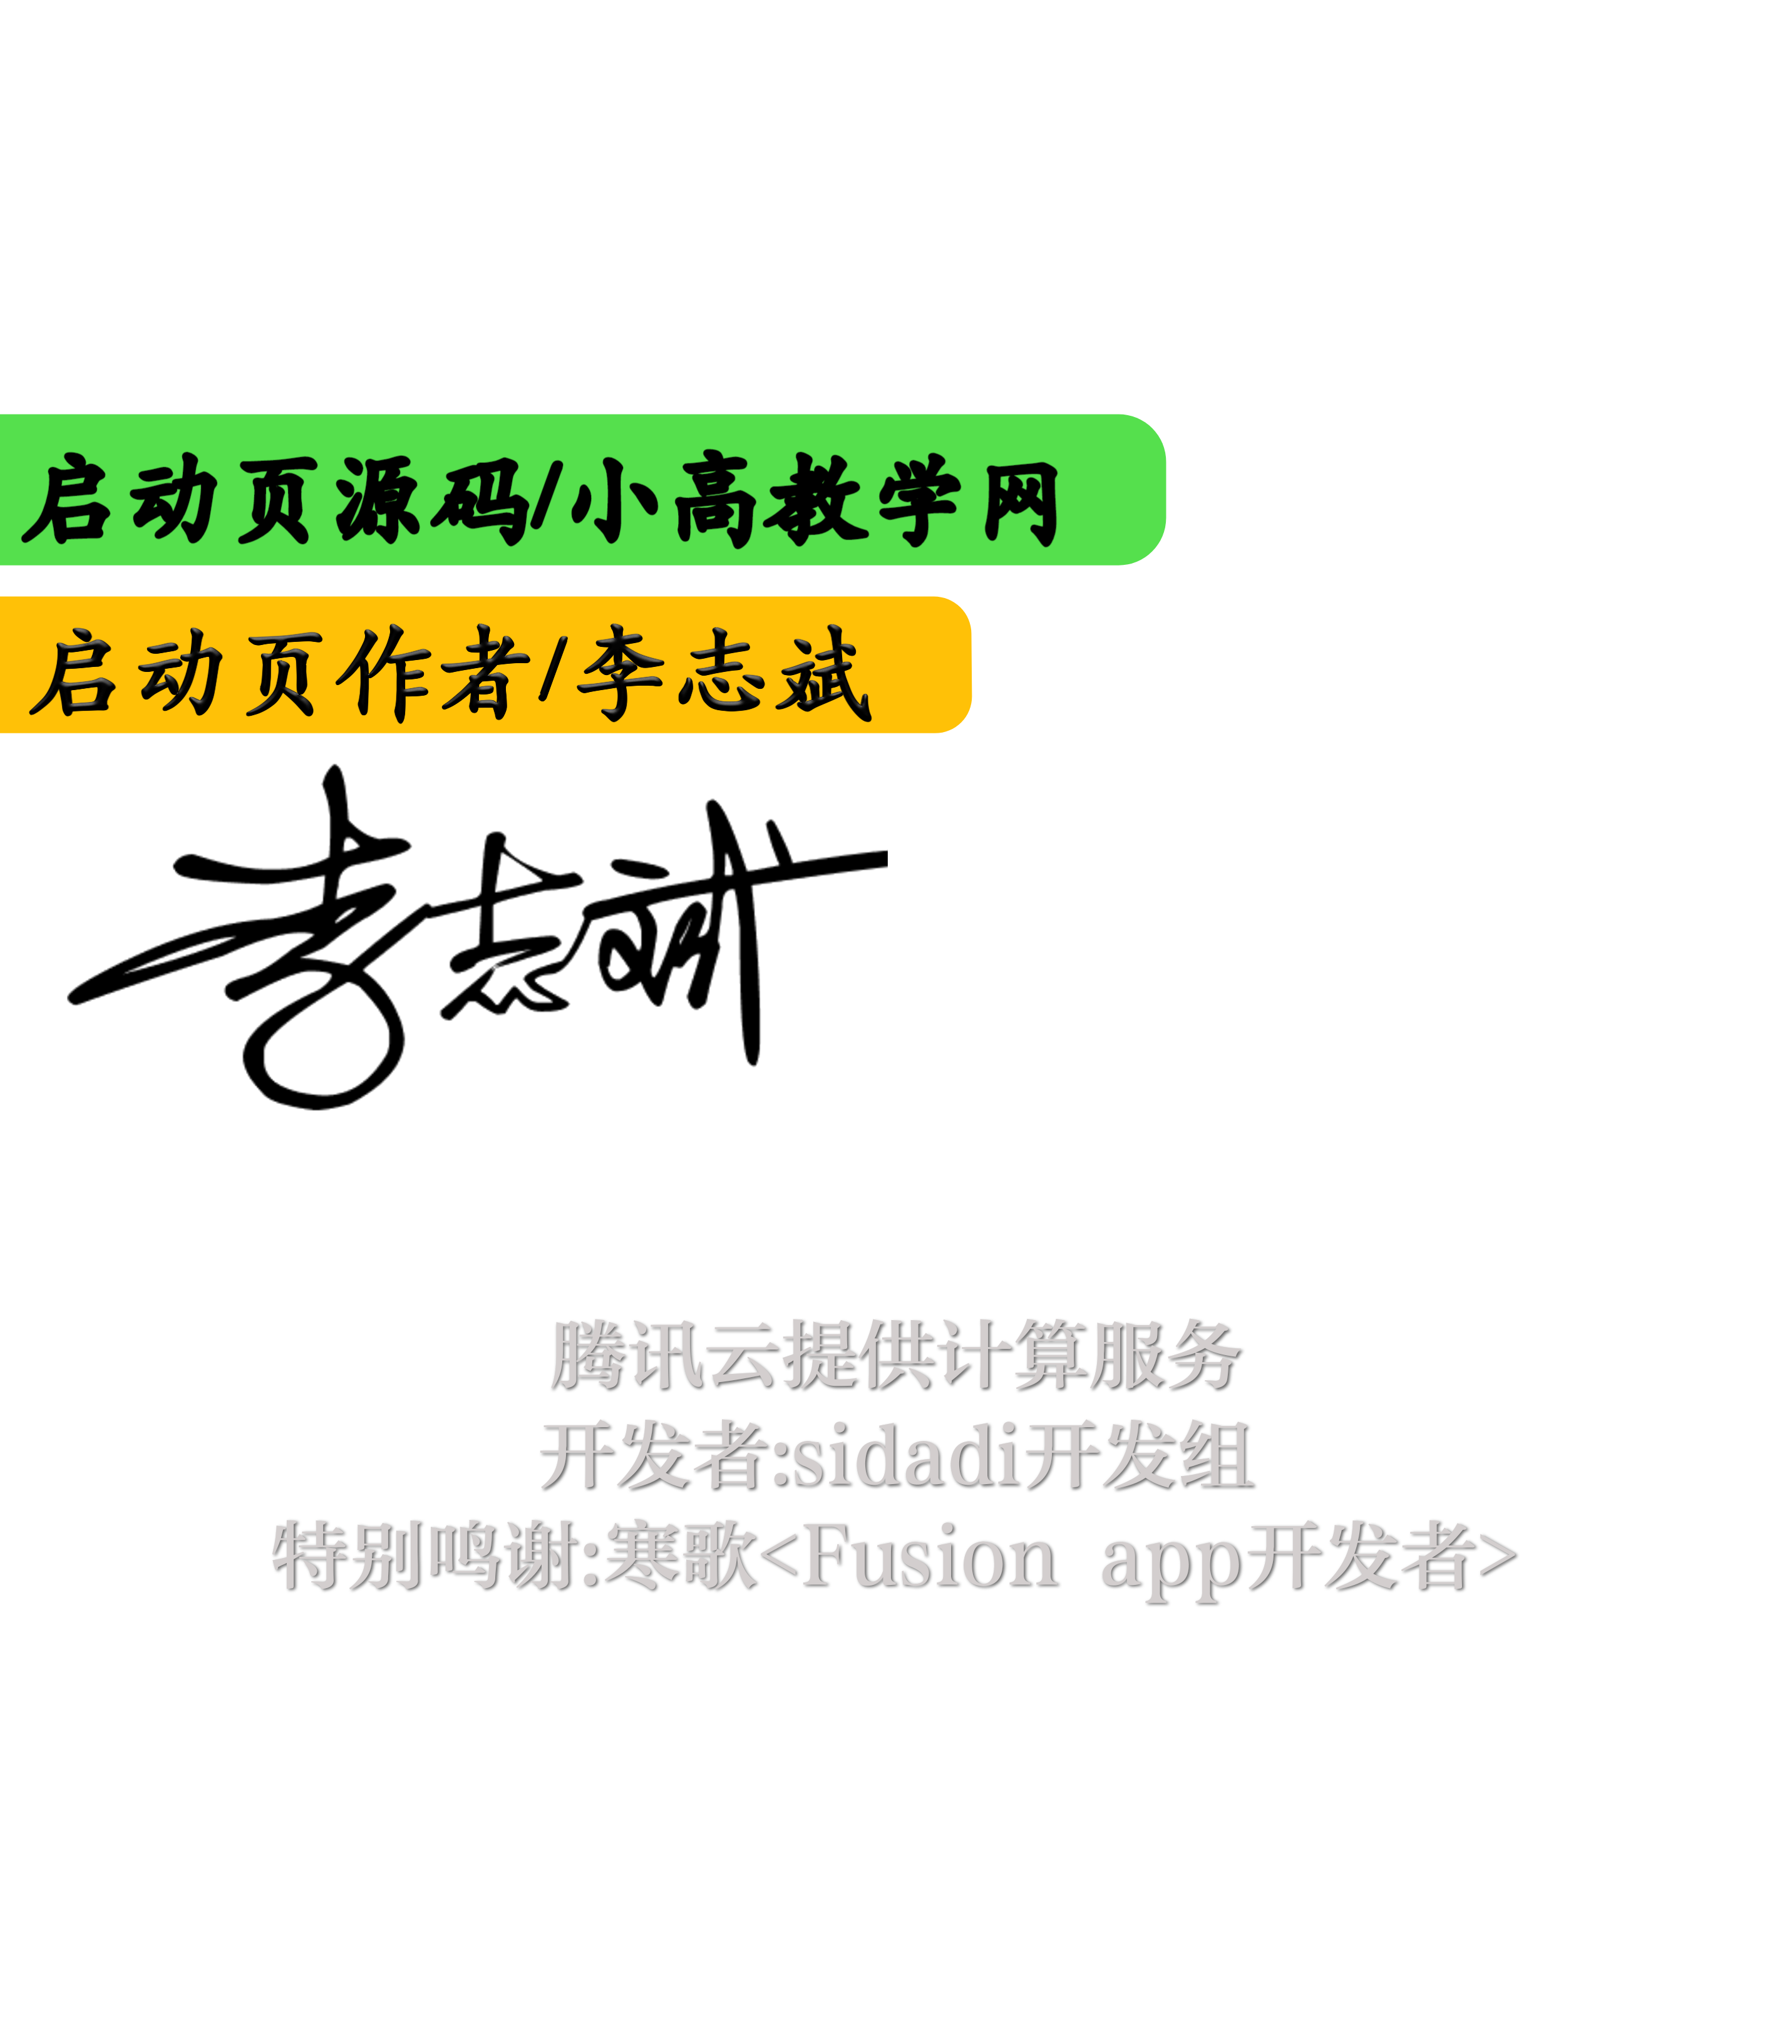 启动页源码/小高教学网
启动页作者/李志斌
李志斌
腾讯云提供计算服务
开发者:sidadi开发组
特别鸣谢:寒歌<Fusion app开发者>